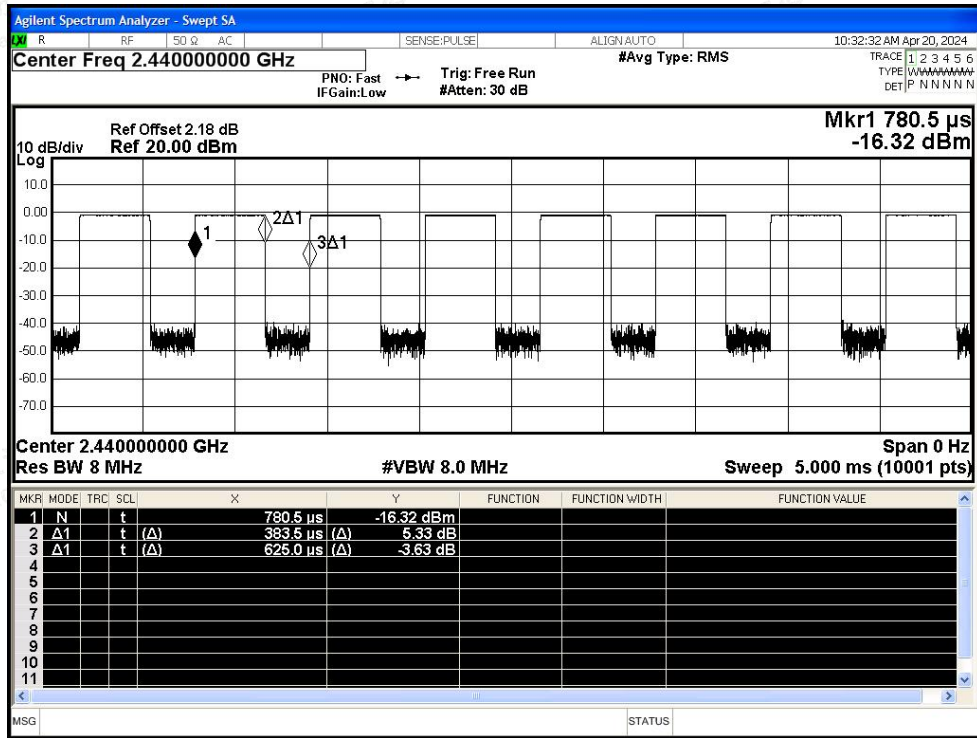 Agilent Spectrum Analyzer - Swept SA
LXI R RF 50 Ω AC SENSE:PULSE ALIGN AUTO 10:32:32 AM Apr 20, 2024
Center Freq 2.440000000 GHz #Avg Type: RMS TRACE 1 2 3 4 5 6
PNO: Fast Trig: Free Run TYPE WWWWWW
IFGain:Low #Atten: 30 dB DET P N N N N N
Mkr1 780.5 µs
Ref Offset 2.18 dB
10 dB/div Ref 20.00 dBm -16.32 dBm
Log
10.0
0.00
2Δ1
1
-10.0
3Δ1
-20.0
-30.0
-40.0
-50.0
-60.0
-70.0
Center 2.440000000 GHz Span 0 Hz
Res BW 8 MHz #VBW 8.0 MHz Sweep 5.000 ms (10001 pts)
MKR MODE TRC SCL X Y FUNCTION FUNCTION WIDTH FUNCTION VALUE
1 N t 780.5 µs -16.32 dBm
2 Δ1 t (Δ) 383.5 µs (Δ) 5.33 dB
3 Δ1 t (Δ) 625.0 µs (Δ) -3.63 dB
4
5
6
7
8
9
10
11
MSG STATUS